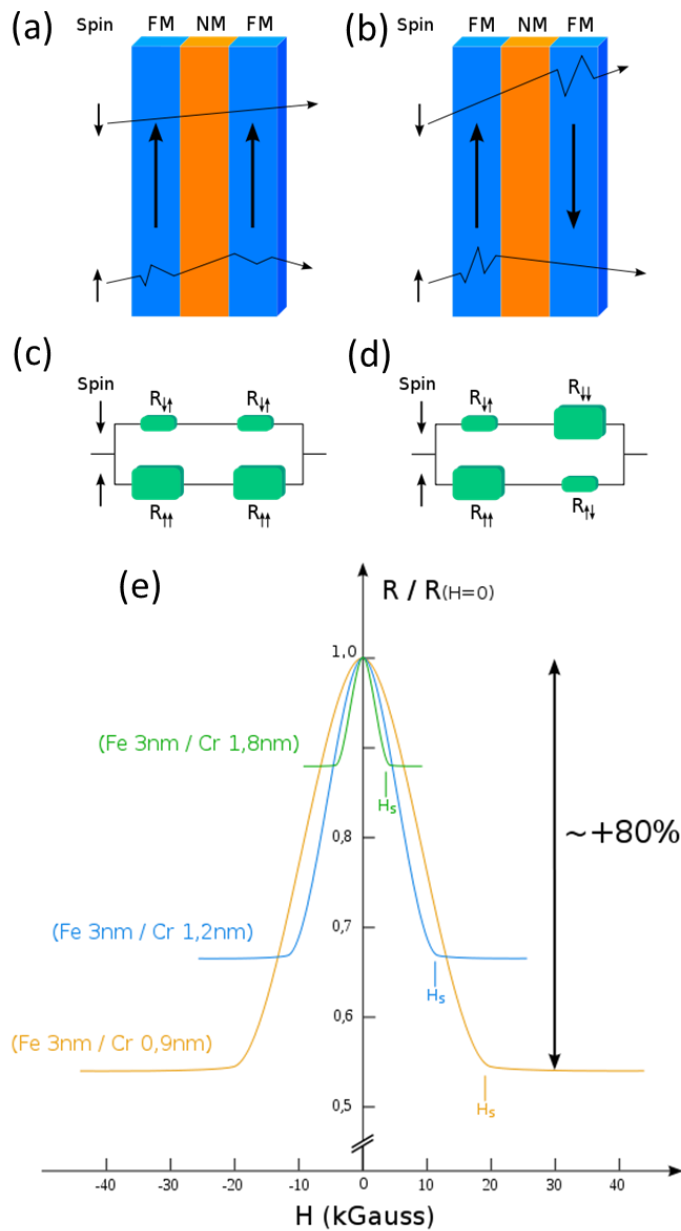 (a)
Spin FM NM FM
(b)
Spin FM NM FM
(c)
Spin
R↓↑ R↓↑
R↑↑ R↑↑
(d)
Spin
R↓↑ R↓↓
R↑↑ R↑↓
(e)
R / R(H=0)
1,0
(Fe 3nm / Cr 1,8nm)
Hs
0,8
~+80%
(Fe 3nm / Cr 1,2nm)
0,7
Hs
0,6
(Fe 3nm / Cr 0,9nm)
Hs
0,5
-40 -30 -20 -10 0 10 20 30 40
H (kGauss)